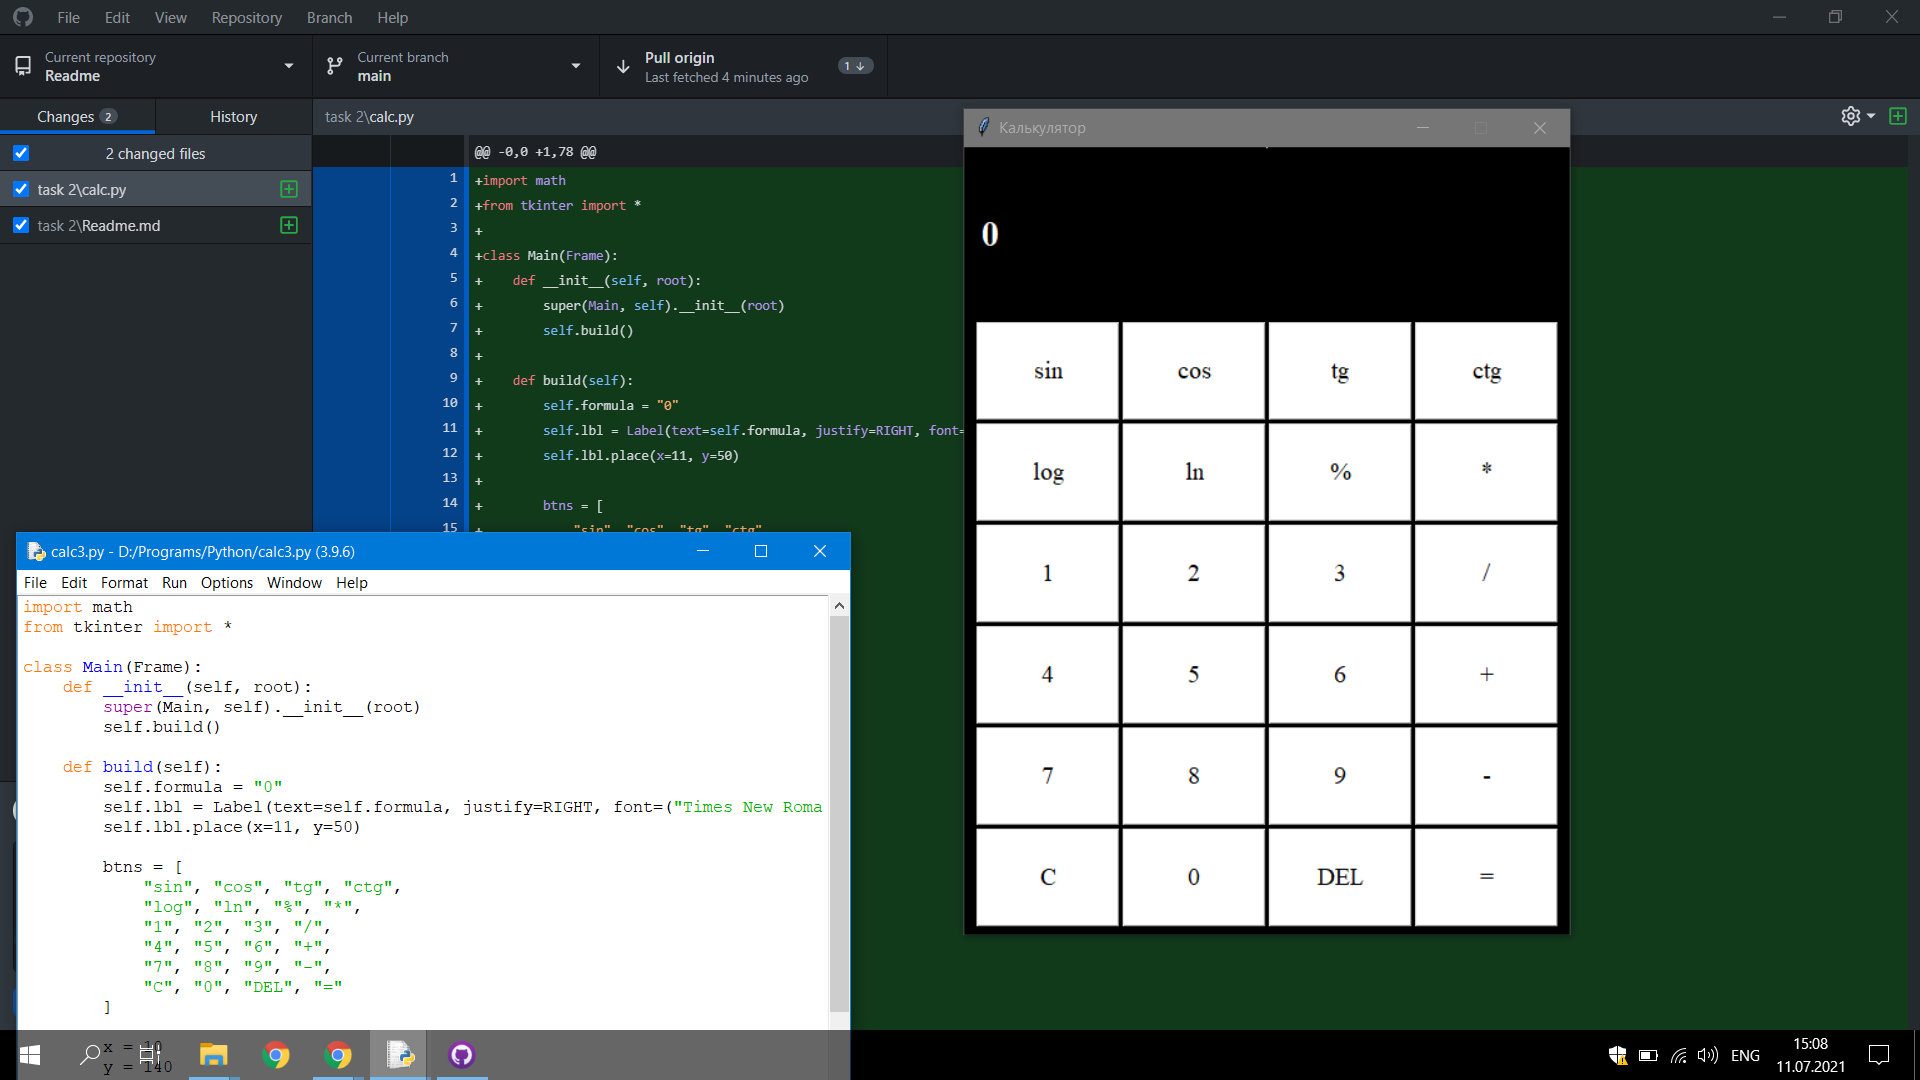 File Edit View Repository Branch Help
Current repository
Readme
Current branch
main
Pull origin
Last fetched 4 minutes ago
1
Changes 2
History
2 changed files
task 2\calc.py
task 2\Readme.md
task 2\calc.py
@@ -0,0 +1,78 @@
1 +import math
2 +from tkinter import *
3 +
4 +class Main(Frame):
5 + def __init__(self, root):
6 + super(Main, self).__init__(root)
7 + self.build()
8 +
9 + def build(self):
10 + self.formula = "0"
11 + self.lbl = Label(text=self.formula, justify=RIGHT, font=
12 + self.lbl.place(x=11, y=50)
13 +
14 + btns = [
15 + "sin", "cos", "tg", "ctg",
Калькулятор
0
sin cos tg ctg
log ln % *
1 2 3 /
4 5 6 +
7 8 9 -
C 0 DEL =
calc3.py - D:/Programs/Python/calc3.py (3.9.6)
File Edit Format Run Options Window Help
import math
from tkinter import *
class Main(Frame):
def __init__(self, root):
super(Main, self).__init__(root)
self.build()
def build(self):
self.formula = "0"
self.lbl = Label(text=self.formula, justify=RIGHT, font=("Times New Roma
self.lbl.place(x=11, y=50)
btns = [
"sin", "cos", "tg", "ctg",
"log", "ln", "%", "*",
"1", "2", "3", "/",
"4", "5", "6", "+",
"7", "8", "9", "-",
"C", "0", "DEL", "="
]
x = 10
y = 140
ENG
15:08
11.07.2021